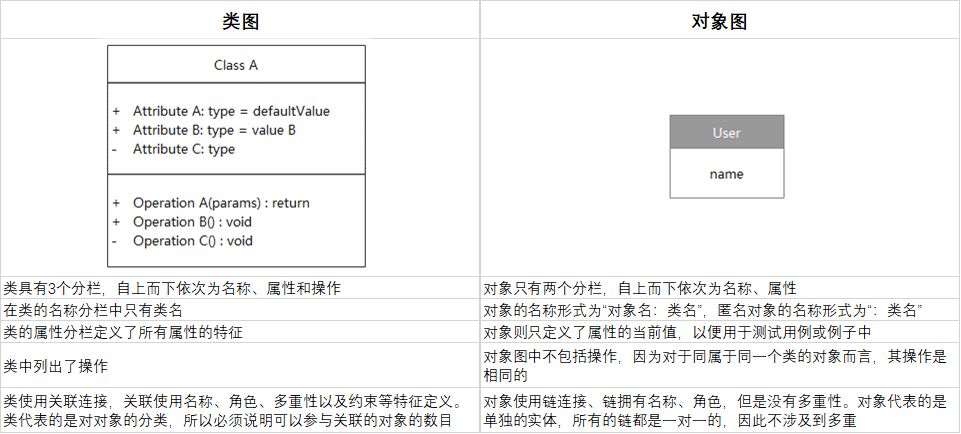 类图
对象图
Class A
+ Attribute A: type = defaultValue
+ Attribute B: type = value B
- Attribute C: type
+ Operation A(params) : return
+ Operation B() : void
- Operation C() : void
User
name
类具有3个分栏，自上而下依次为名称、属性和操作
对象只有两个分栏，自上而下依次为名称、属性
在类的名称分栏中只有类名
对象的名称形式为“对象名：类名”，匿名对象的名称形式为“：类名”
类的属性分栏定义了所有属性的特征
对象则只定义了属性的当前值，以便用于测试用例或例子中
类中列出了操作
对象图中不包括操作，因为对于同属于同一个类的对象而言，其操作是
相同的
类使用关联连接，关联使用名称、角色、多重性以及约束等特征定义。
类代表的是对对象的分类，所以必须说明可以参与关联的对象的数目
对象使用链连接、链拥有名称、角色，但是没有多重性。对象代表的是
单独的实体，所有的链都是一对一的，因此不涉及到多重